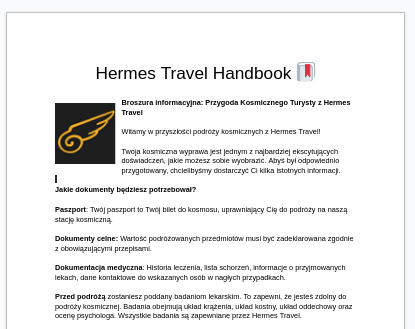 Hermes Travel Handbook
Broszura informacyjna: Przygoda Kosmicznego Turysty z Hermes
Travel
Witamy w przyszłości podróży kosmicznych z Hermes Travel!
Twoja kosmiczna wyprawa jest jednym z najbardziej ekscytujących
doświadczeń, jakie możesz sobie wyobrazić. Abyś był odpowiednio
przygotowany, chcielibyśmy dostarczyć Ci kilka istotnych informacji.
Jakie dokumenty będziesz potrzebował?
Paszport: Twój paszport to Twój bilet do kosmosu, uprawniający Cię do podróży na naszą
stację kosmiczną.
Dokumenty celne: Wartość podróżowanych przedmiotów musi być zadeklarowana zgodnie
z obowiązującymi przepisami.
Dokumentacja medyczna: Historia leczenia, lista schorzeń, informacje o przyjmowanych
lekach, dane kontaktowe do wskazanych osób w nagłych przypadkach.
Przed podróżą zostaniesz poddany badaniom lekarskim. To zapewni, że jesteś zdolny do
podróży kosmicznej. Badania obejmują układ krążenia, układ kostny, układ oddechowy oraz
ocenę psychologa. Wszystkie badania są zapewniane przez Hermes Travel.